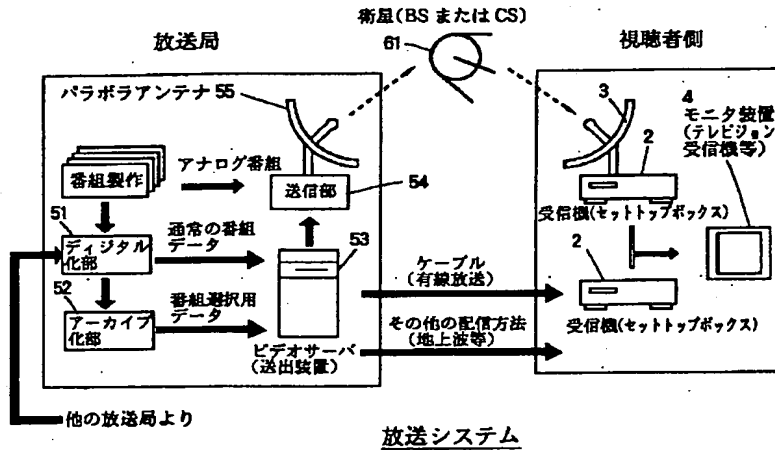 衛星(BS または CS)
61
放送局
視聴者側
パラボラアンテナ 55
3
4
モニタ装置
(テレビジョン
受信機等)
2
番組製作
アナログ番組
送信部
54
受信機(セットトップボックス)
51
ディジタル
化部
通常の番組
データ
53
ケーブル
(有線放送)
2
52
アーカイブ
化部
番組選択用
データ
受信機(セットトップボックス)
その他の配信方法
(地上波等)
ビデオサーバ
(送出装置)
他の放送局より
放送システム